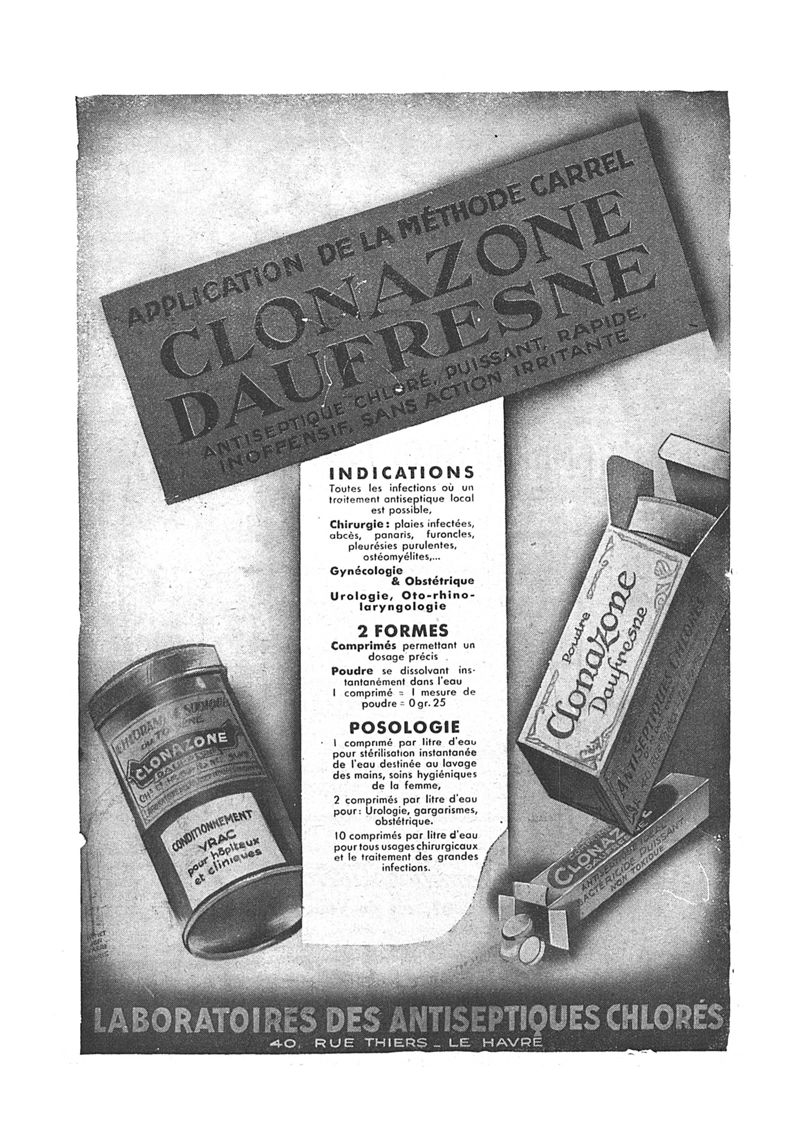 APPLICATION DE LA MÉTHODE CARREL
CLONAZONE
DAUFRESNE
ANTISEPTIQUE CHLORÉ, PUISSANT, RAPIDE,
INOFFENSIF, SANS ACTION IRRITANTE
INDICATIONS
Toutes les infections où un
traitement antiseptique local
est possible,
Chirurgie : plaies infectées,
abcès, panaris, furoncles,
pleurésies purulentes,
ostéomyélites,...
Gynécologie
& Obstétrique
Urologie, Oto-rhino-
laryngologie
2 FORMES
Comprimés permettant un
dosage précis
Poudre se dissolvant ins-
tantanément dans l'eau
1 comprimé = 1 mesure de
poudre = 0 gr. 25
POSOLOGIE
1 comprimé par litre d'eau
pour stérilisation instantanée
de l'eau destinée au lavage
des mains, soins hygiéniques
de la femme,
2 comprimés par litre d'eau
pour : Urologie, gargarismes,
obstétrique.
10 comprimés par litre d'eau
pour tous usages chirurgicaux
et le traitement des grandes
infections.
CLONAZONE
CONDITIONNEMENT
VRAC
pour hôpitaux
et cliniques
Poudre
Clonazone
Daufresne
NON TOXIQUE
LABORATOIRES DES ANTISEPTIQUES CHLORÉS
40, RUE THIERS _ LE HAVRE